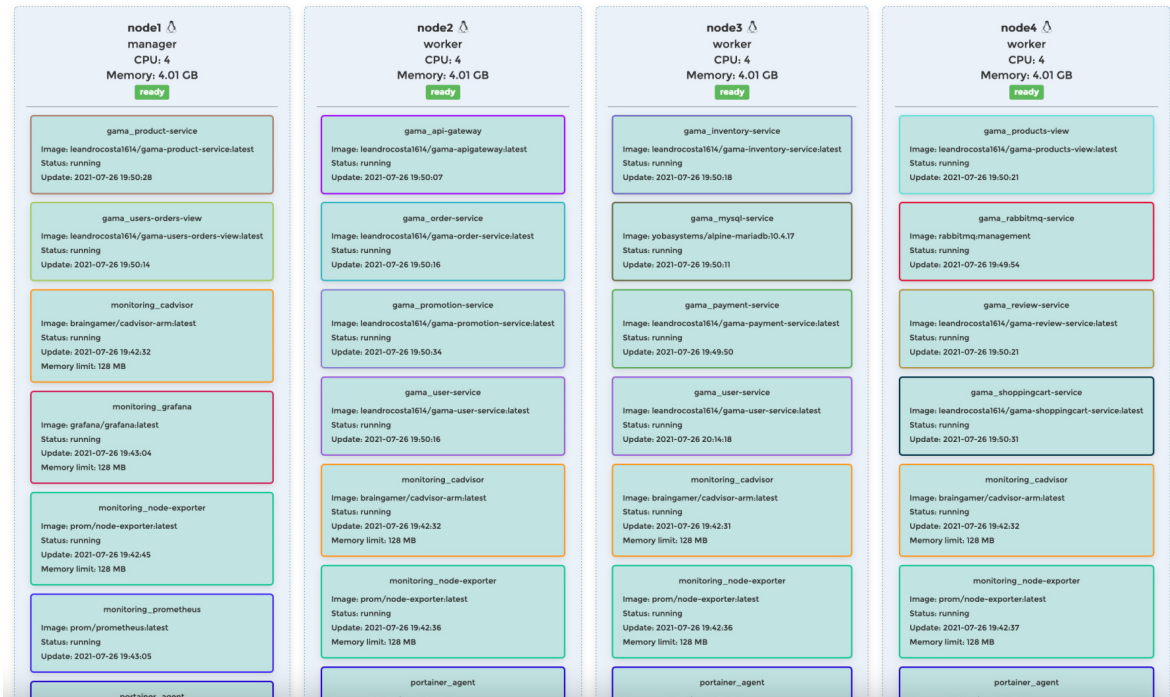 node1
manager
CPU: 4
Memory: 4.01 GB
ready
gama_product-service
Image: leandrocosta1614/gama-product-service:latest
Status: running
Update: 2021-07-26 19:50:28
gama_users-orders-view
Image: leandrocosta1614/gama-users-orders-view:latest
Status: running
Update: 2021-07-26 19:50:14
monitoring_cadvisor
Image: braingamer/cadvisor-arm:latest
Status: running
Update: 2021-07-26 19:42:32
Memory limit: 128 MB
monitoring_grafana
Image: grafana/grafana:latest
Status: running
Update: 2021-07-26 19:43:04
Memory limit: 128 MB
monitoring_node-exporter
Image: prom/node-exporter:latest
Status: running
Update: 2021-07-26 19:42:45
Memory limit: 128 MB
monitoring_prometheus
Image: prom/prometheus:latest
Status: running
Update: 2021-07-26 19:43:05
portainer_agent
node2
worker
CPU: 4
Memory: 4.01 GB
ready
gama_api-gateway
Image: leandrocosta1614/gama-apigateway:latest
Status: running
Update: 2021-07-26 19:50:07
gama_order-service
Image: leandrocosta1614/gama-order-service:latest
Status: running
Update: 2021-07-26 19:50:16
gama_promotion-service
Image: leandrocosta1614/gama-promotion-service:latest
Status: running
Update: 2021-07-26 19:50:34
gama_user-service
Image: leandrocosta1614/gama-user-service:latest
Status: running
Update: 2021-07-26 19:50:16
monitoring_cadvisor
Image: braingamer/cadvisor-arm:latest
Status: running
Update: 2021-07-26 19:42:32
Memory limit: 128 MB
monitoring_node-exporter
Image: prom/node-exporter:latest
Status: running
Update: 2021-07-26 19:42:36
Memory limit: 128 MB
portainer_agent
node3
worker
CPU: 4
Memory: 4.01 GB
ready
gama_inventory-service
Image: leandrocosta1614/gama-inventory-service:latest
Status: running
Update: 2021-07-26 19:50:18
gama_mysql-service
Image: yobasystems/alpine-mariadb:10.4.17
Status: running
Update: 2021-07-26 19:50:11
gama_payment-service
Image: leandrocosta1614/gama-payment-service:latest
Status: running
Update: 2021-07-26 19:49:50
gama_user-service
Image: leandrocosta1614/gama-user-service:latest
Status: running
Update: 2021-07-26 20:14:18
monitoring_cadvisor
Image: braingamer/cadvisor-arm:latest
Status: running
Update: 2021-07-26 19:42:31
Memory limit: 128 MB
monitoring_node-exporter
Image: prom/node-exporter:latest
Status: running
Update: 2021-07-26 19:42:36
Memory limit: 128 MB
portainer_agent
node4
worker
CPU: 4
Memory: 4.01 GB
ready
gama_products-view
Image: leandrocosta1614/gama-products-view:latest
Status: running
Update: 2021-07-26 19:50:21
gama_rabbitmq-service
Image: rabbitmq:management
Status: running
Update: 2021-07-26 19:49:54
gama_review-service
Image: leandrocosta1614/gama-review-service:latest
Status: running
Update: 2021-07-26 19:50:21
gama_shoppingcart-service
Image: leandrocosta1614/gama-shoppingcart-service:latest
Status: running
Update: 2021-07-26 19:50:31
monitoring_cadvisor
Image: braingamer/cadvisor-arm:latest
Status: running
Update: 2021-07-26 19:42:32
Memory limit: 128 MB
monitoring_node-exporter
Image: prom/node-exporter:latest
Status: running
Update: 2021-07-26 19:42:37
Memory limit: 128 MB
portainer_agent